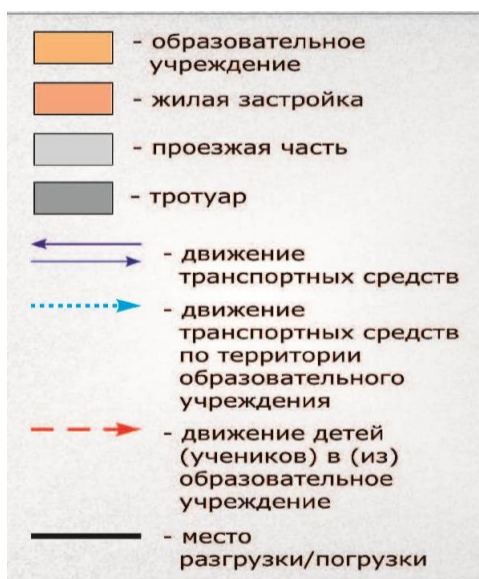 - образовательное
учреждение
- жилая застройка
- проезжая часть
- тротуар
- движение
транспортных средств
- движение
транспортных средств
по территории
образовательного
учреждения
- движение детей
(учеников) в (из)
образовательное
учреждение
- место
разгрузки/погрузки